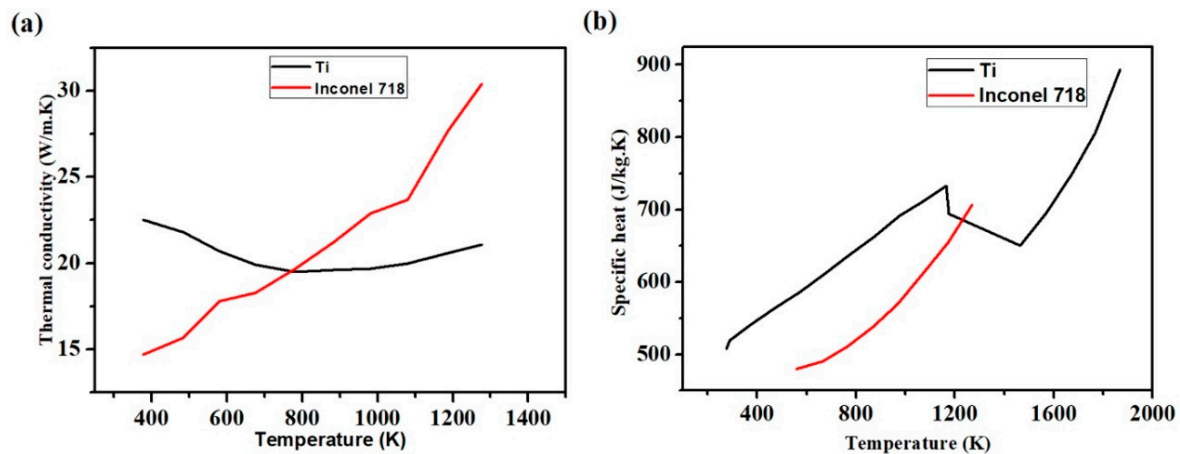 (a)
Ti
Inconel 718
Thermal conductivity (W/m.K)
30
25
20
15
400 600 800 1000 1200 1400
Temperature (K)
(b)
Ti
Inconel 718
Specific heat (J/kg.K)
900
800
700
600
500
400 800 1200 1600 2000
Temperature (K)